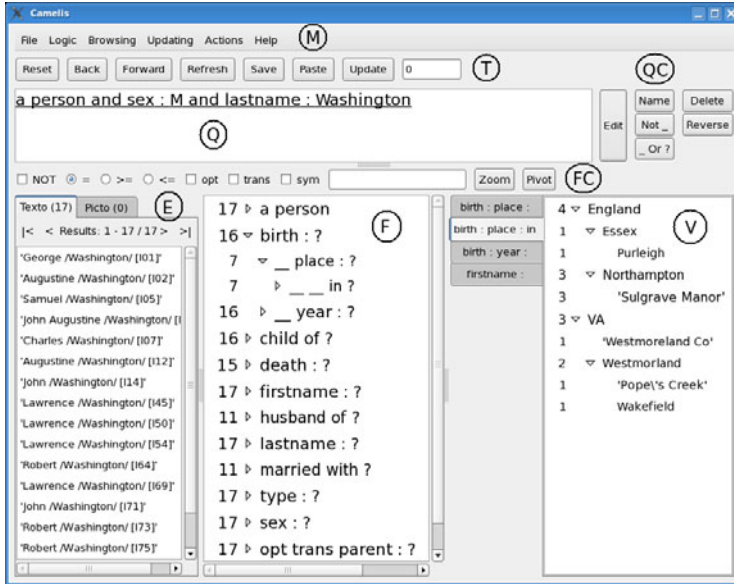 Camelis
File Logic Browsing Updating Actions Help M
Reset Back Forward Refresh Save Paste Update 0 T QC
a person and sex : M and lastname : Washington
Q
Edit
Name Delete
Not _ Reverse
_ Or ?
NOT = >= <= opt trans sym Zoom Pivot FC
Texto (17) Picto (0) E
|< < Results: 1 - 17 / 17 > >|
'George /Washington/ [I01]'
'Augustine /Washington/ [I02]'
'Samuel /Washington/ [I05]'
'John Augustine /Washington/ [I
'Charles /Washington/ [I07]'
'Augustine /Washington/ [I12]'
'John /Washington/ [I14]'
'Lawrence /Washington/ [I45]'
'Lawrence /Washington/ [I50]'
'Lawrence /Washington/ [I54]'
'Robert /Washington/ [I64]'
'Lawrence /Washington/ [I69]'
'John /Washington/ [I71]'
'Robert /Washington/ [I73]'
'Robert /Washington/ [I75]'
F
17 a person
16 birth : ?
7 __ place : ?
7 __ __ in ?
16 __ year : ?
16 child of ?
15 death : ?
17 firstname : ?
11 husband of ?
17 lastname : ?
11 married with ?
17 type : ?
17 sex : ?
17 opt trans parent : ?
birth : place :
birth : place : in
birth : year :
firstname :
V
4 England
1 Essex
1 Purleigh
3 Northampton
3 'Sulgrave Manor'
3 VA
1 'Westmoreland Co'
2 Westmorland
1 'Pope\'s Creek'
1 Wakefield